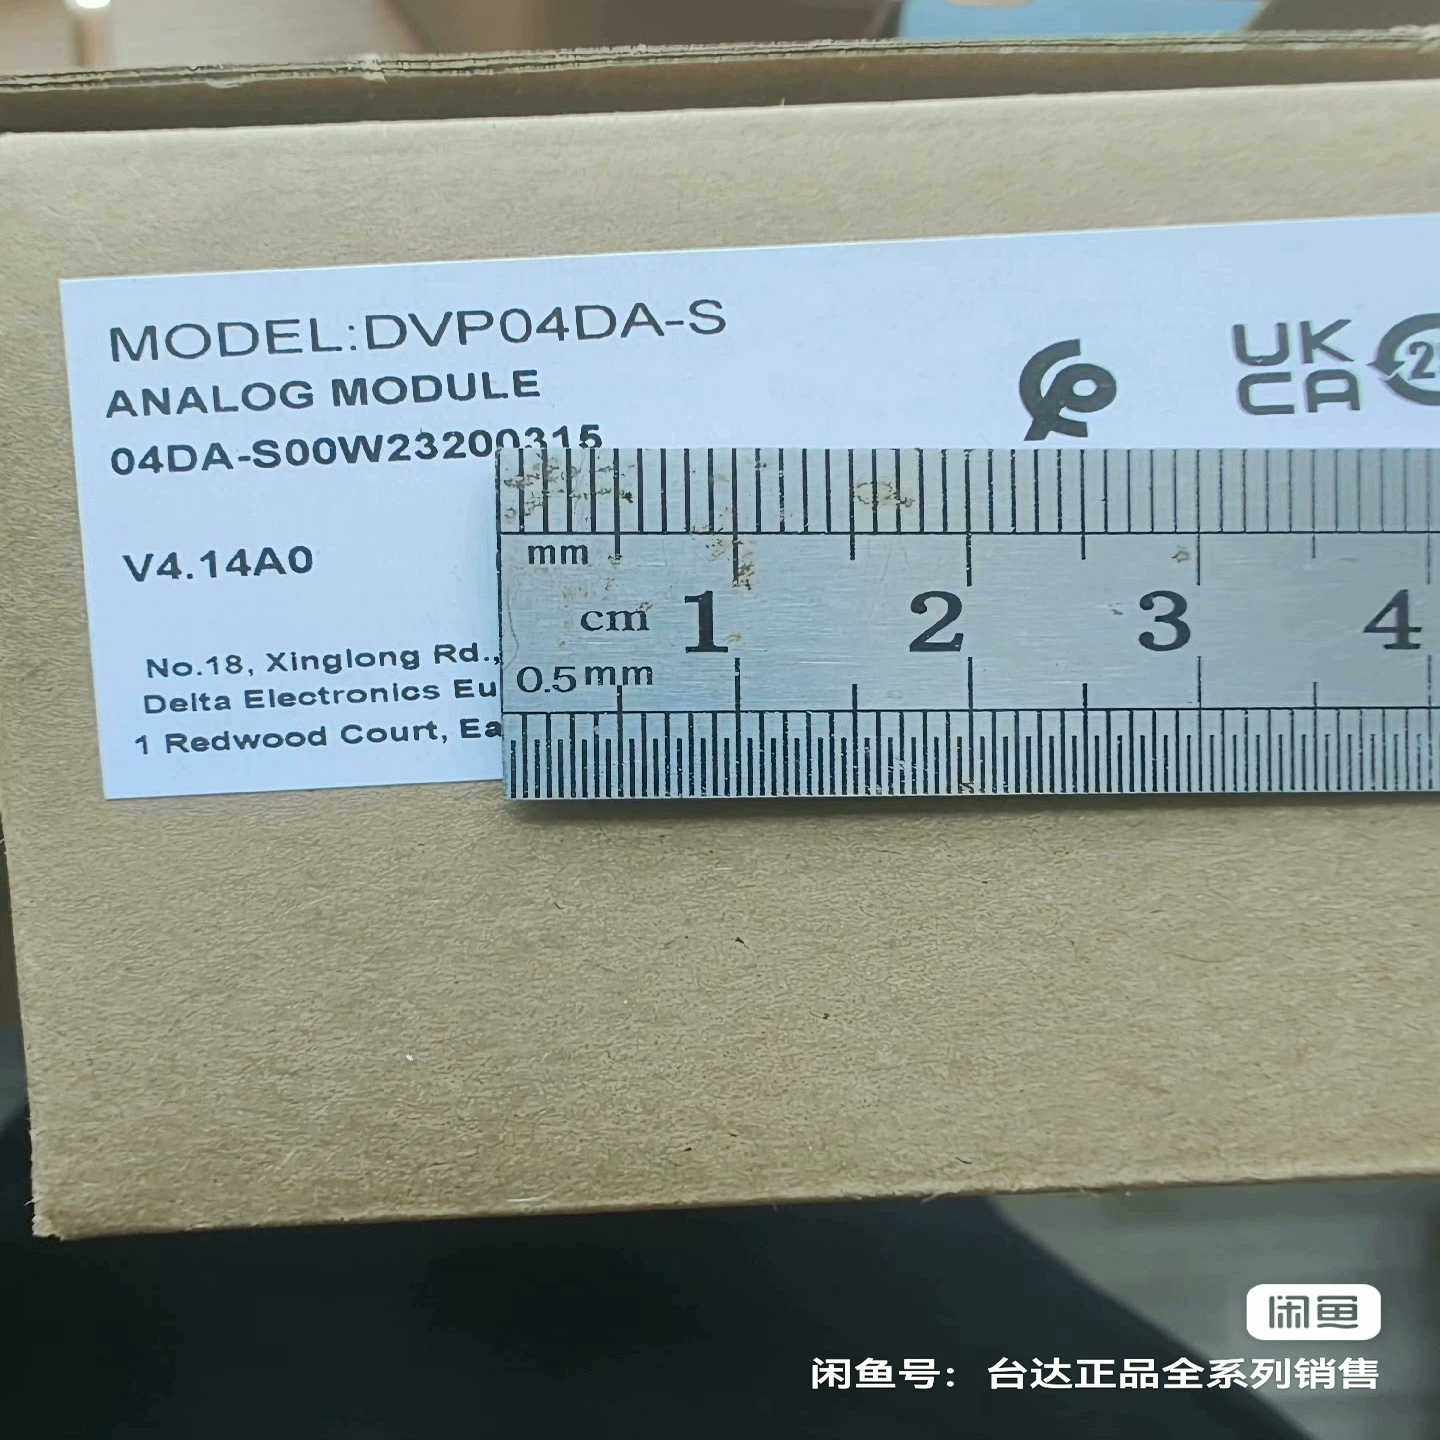 MODEL:DVP04DA-S
ANALOG MODULE
04DA-S00W23200315
V4.14A0
No.18, Xinglong Rd.,
Delta Electronics Eu
1 Redwood Court, Ea
UK
CA
mm
cm 1 2 3 4
0.5mm
闲鱼
闲鱼号：台达正品全系列销售